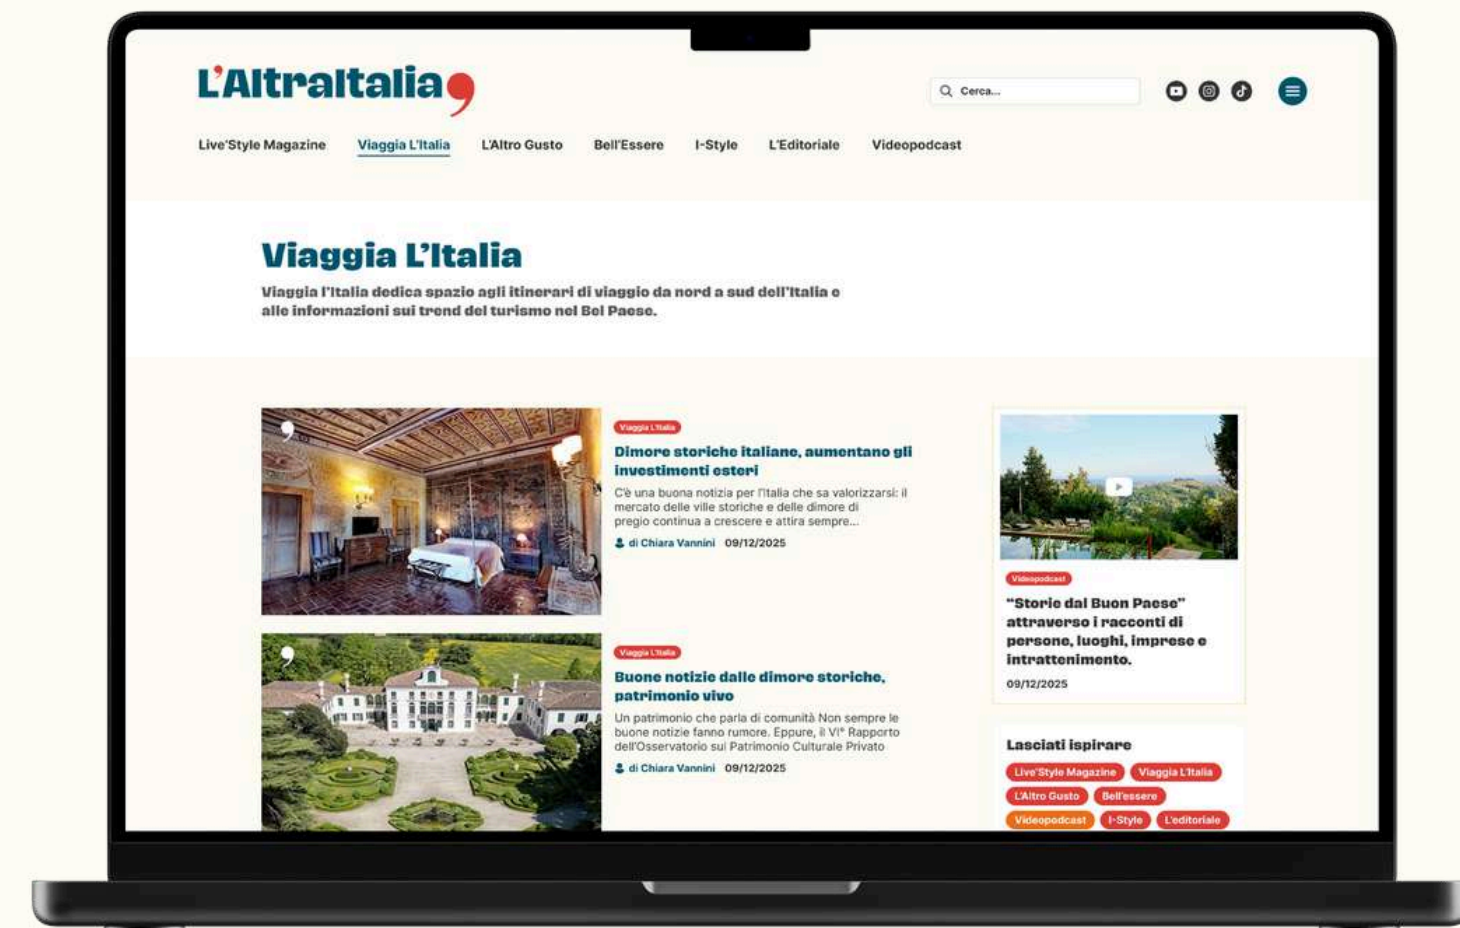 L'AltraItalia,
Cerca...
Live'Style Magazine
Viaggia L'Italia
L'Altro Gusto
Bell'Essere
I-Style
L'Editoriale
Videopodcast
Viaggia L'Italia
Viaggia l'Italia dedica spazio agli itinerari di viaggio da nord a sud dell'Italia e
alle informazioni sui trend del turismo nel Bel Paese.
Viaggia L'Italia
Dimore storiche italiane, aumentano gli
investimenti esteri
C'è una buona notizia per l'Italia che sa valorizzarsi: il
mercato delle ville storiche e delle dimore di
pregio continua a crescere e attira sempre...
di Chiara Vannini 09/12/2025
Viaggia L'Italia
Buone notizie dalle dimore storiche,
patrimonio vivo
Un patrimonio che parla di comunità Non sempre le
buone notizie fanno rumore. Eppure, il VI° Rapporto
dell'Osservatorio sul Patrimonio Culturale Privato
di Chiara Vannini 09/12/2025
Videopodcast
"Storie dal Buon Paese"
attraverso i racconti di
persone, luoghi, imprese e
intrattenimento.
09/12/2025
Lasciati ispirare
Live'Style Magazine
Viaggia L'Italia
L'Altro Gusto
Bell'essere
Videopodcast
I-Style
L'editoriale